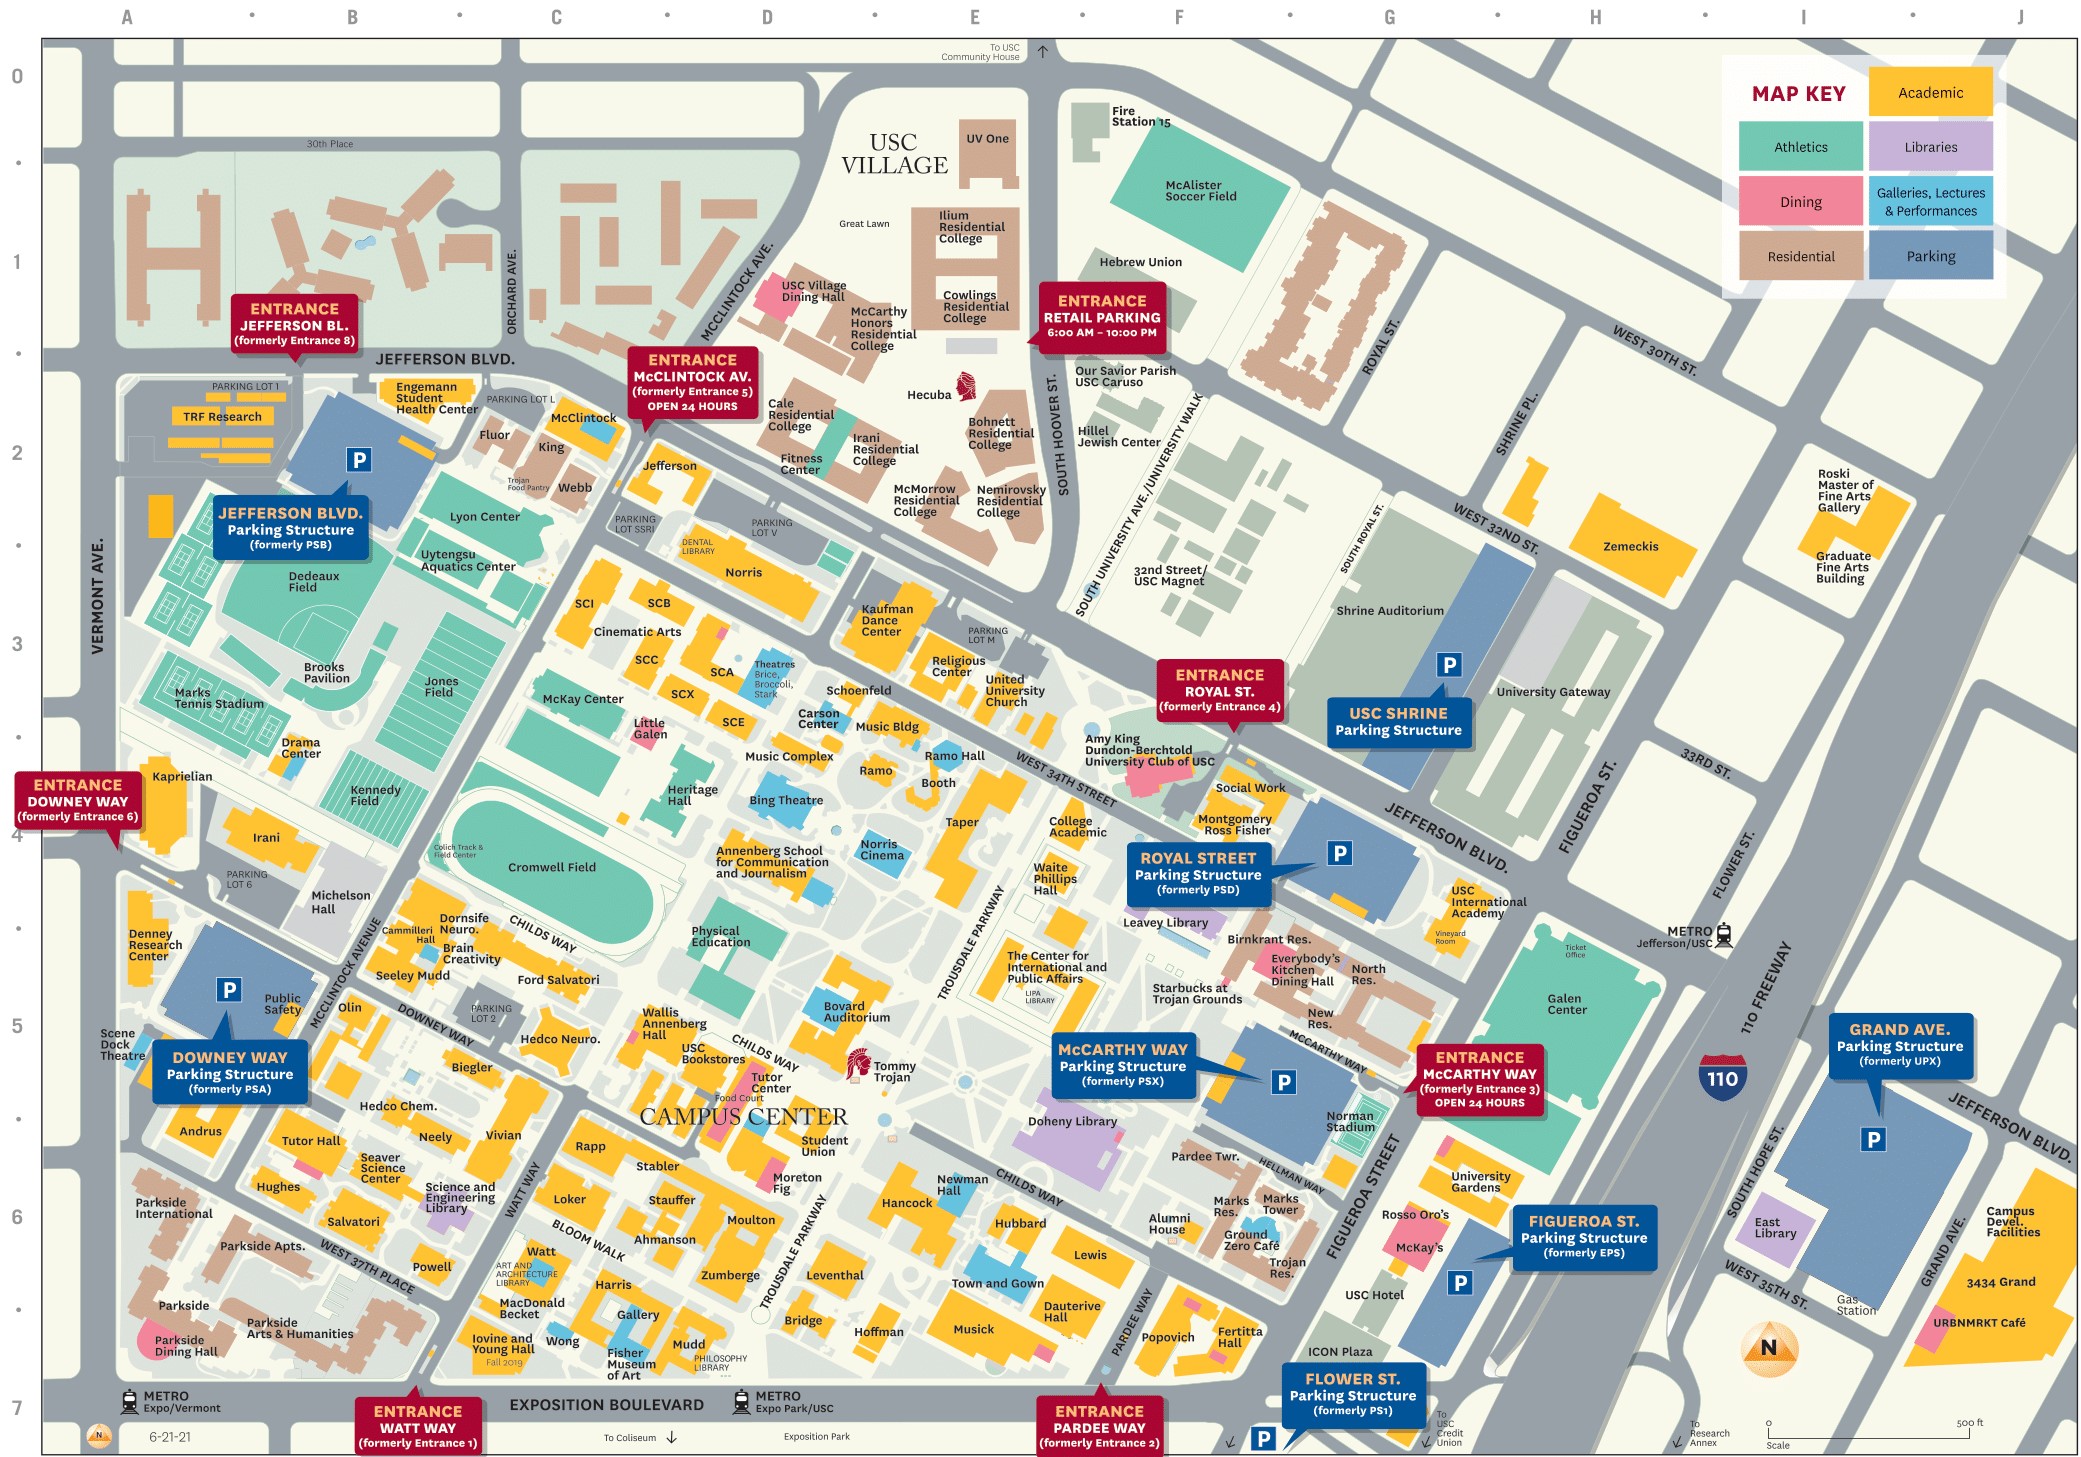 A
B
C
D
E
F
G
H
I
J
0
1
2
3
4
5
6
7
To USC
Community House
MAP KEY
Academic
Athletics
Libraries
Dining
Galleries, Lectures
& Performances
Residential
Parking
30th Place
USC
VILLAGE
UV One
Fire
Station 15
McAlister
Soccer Field
Great Lawn
Ilium
Residential
College
Hebrew Union
ORCHARD AVE.
MCCLINTOCK AVE.
USC Village
Dining Hall
McCarthy
Honors
Residential
College
Cowlings
Residential
College
ENTRANCE
RETAIL PARKING
6:00 AM – 10:00 PM
ENTRANCE
JEFFERSON BL.
(formerly Entrance 8)
JEFFERSON BLVD.
ENTRANCE
McCLINTOCK AV.
(formerly Entrance 5)
OPEN 24 HOURS
ROYAL ST.
WEST 30TH ST.
SHRINE PL.
Our Savior Parish
USC Caruso
Hecuba
SOUTH HOOVER ST.
SOUTH UNIVERSITY AVE./UNIVERSITY WALK
PARKING LOT 1
TRF Research
Engemann
Student
Health Center
PARKING LOT L
McClintock
Fluor
King
Webb
Trojan
Food Pantry
Jefferson
Cale
Residential
College
Fitness
Center
Irani
Residential
College
Bohnett
Residential
College
Hillel
Jewish Center
McMorrow
Residential
College
Nemirovsky
Residential
College
P
JEFFERSON BLVD.
Parking Structure
(formerly PSB)
Lyon Center
Uytengsu
Aquatics Center
PARKING
LOT SSRI
PARKING
LOT V
DENTAL
LIBRARY
Norris
32nd Street/
USC Magnet
SOUTH ROYAL ST.
WEST 32ND ST.
Zemeckis
Roski
Master of
Fine Arts
Gallery
Graduate
Fine Arts
Building
VERMONT AVE.
Dedeaux
Field
Brooks
Pavilion
Jones
Field
Marks
Tennis Stadium
Drama
Center
Kennedy
Field
SCI
SCB
Cinematic Arts
SCC
SCA
SCX
SCE
Theatres
Brice,
Broccoli,
Stark
Kaufman
Dance
Center
PARKING
LOT M
Religious
Center
United
University
Church
Schoenfeld
Carson
Center
Music Bldg
Music Complex
Ramo
Ramo Hall
Booth
McKay Center
Little
Galen
Heritage
Hall
Bing Theatre
Norris
Cinema
Taper
WEST 34TH STREET
Amy King
Dundon-Berchtold
University Club of USC
ENTRANCE
ROYAL ST.
(formerly Entrance 4)
Shrine Auditorium
P
USC SHRINE
Parking Structure
University Gateway
33RD ST.
FIGUEROA ST.
FLOWER ST.
JEFFERSON BLVD.
Social Work
Montgomery
Ross Fisher
P
ROYAL STREET
Parking Structure
(formerly PSD)
College
Academic
Waite
Phillips
Hall
Leavey Library
ENTRANCE
DOWNEY WAY
(formerly Entrance 6)
Kaprielian
Irani
PARKING
LOT 6
Michelson
Hall
Colich Track &
Field Center
Cromwell Field
Annenberg School
for Communication
and Journalism
Physical
Education
CHILDS WAY
TROUSDALE PARKWAY
Denney
Research
Center
P
Public
Safety
DOWNEY WAY
Parking Structure
(formerly PSA)
Scene
Dock
Theatre
MCCLINTOCK AVENUE
Cammilleri
Hall
Dornsife
Neuro.
Brain
Creativity
Seeley Mudd
Ford Salvatori
PARKING
LOT 2
Olin
DOWNEY WAY
Biegler
Hedco Neuro.
Wallis
Annenberg
Hall
USC
Bookstores
CHILDS WAY
Tutor
Center
Food Court
CAMPUS CENTER
Bovard
Auditorium
Tommy
Trojan
The Center for
International and
Public Affairs
LIPA
LIBRARY
Birnkrant Res.
Everybody's
Kitchen
Dining Hall
North
Res.
Starbucks at
Trojan Grounds
New
Res.
MCCARTHY WAY
USC
International
Academy
Vineyard
Room
METRO
Jefferson/USC
Ticket
Office
Galen
Center
110 FREEWAY
110
McCARTHY WAY
Parking Structure
(formerly PSX)
P
ENTRANCE
McCARTHY WAY
(formerly Entrance 3)
OPEN 24 HOURS
GRAND AVE.
Parking Structure
(formerly UPX)
P
JEFFERSON BLVD.
Norman
Stadium
Doheny Library
Andrus
Hedco Chem.
Tutor Hall
Neely
Vivian
Seaver
Science
Center
Hughes
Science and
Engineering
Library
Salvatori
Powell
WATT WAY
Rapp
Stabler
Loker
Stauffer
Ahmanson
Moulton
Zumberge
BLOOM WALK
Student
Union
Moreton
Fig
TROUSDALE PARKWAY
Hancock
Newman
Hall
CHILDS WAY
Hubbard
Lewis
Town and Gown
Leventhal
Bridge
Hoffman
Musick
Dauterive
Hall
Pardee Twr.
HELLMAN WAY
Marks
Res.
Marks
Tower
Ground
Zero Café
Trojan
Res.
Alumni
House
FIGUEROA STREET
University
Gardens
Rosso Oro's
McKay's
USC Hotel
ICON Plaza
P
FIGUEROA ST.
Parking Structure
(formerly EPS)
SOUTH HOPE ST.
East
Library
WEST 35TH ST.
Gas
Station
GRAND AVE.
Campus
Devel.
Facilities
3434 Grand
URBNMRKT Café
Parkside
International
Parkside Apts.
WEST 37TH PLACE
Parkside
Parkside
Arts & Humanities
Parkside
Dining Hall
Watt
ART AND
ARCHITECTURE
LIBRARY
MacDonald
Becket
Harris
Gallery
Iovine and
Young Hall
Fall 2019
Wong
Fisher
Museum
of Art
Mudd
PHILOSOPHY
LIBRARY
PARDEE WAY
Popovich
Fertitta
Hall
FLOWER ST.
Parking Structure
(formerly PS1)
P
METRO
Expo/Vermont
METRO
Expo Park/USC
EXPOSITION BOULEVARD
ENTRANCE
WATT WAY
(formerly Entrance 1)
ENTRANCE
PARDEE WAY
(formerly Entrance 2)
N
6-21-21
To Coliseum
Exposition Park
To
USC
Credit
Union
To
Research
Annex
N
0
500 ft
Scale